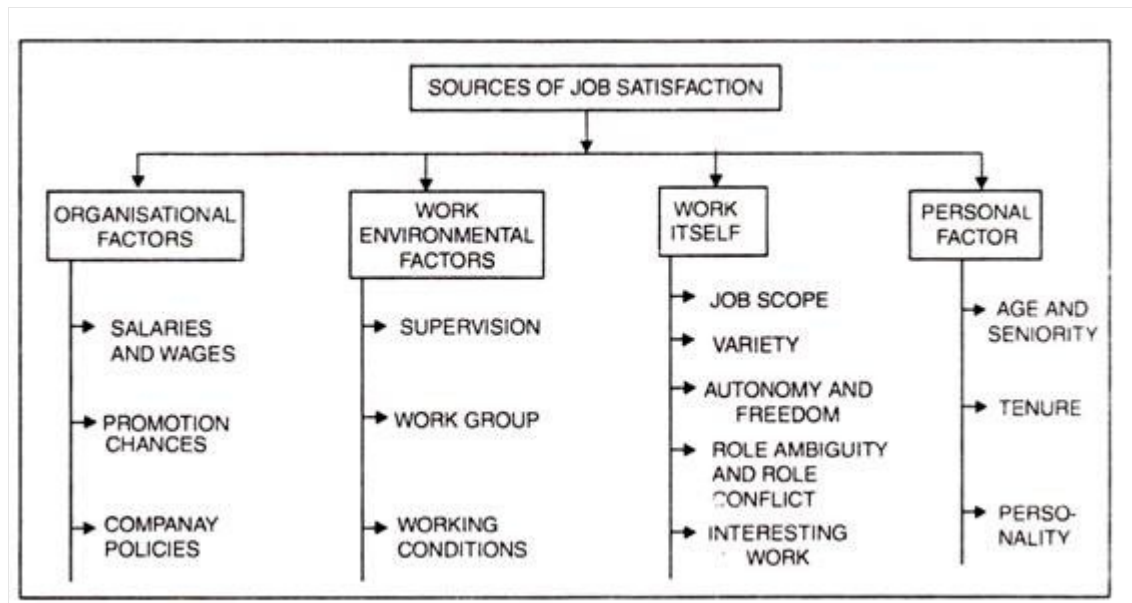 SOURCES OF JOB SATISFACTION
ORGANISATIONAL
FACTORS
SALARIES
AND WAGES
PROMOTION
CHANCES
COMPANAY
POLICIES
WORK
ENVIRONMENTAL
FACTORS
SUPERVISION
WORK GROUP
WORKING
CONDITIONS
WORK
ITSELF
JOB SCOPE
VARIETY
AUTONOMY AND
FREEDOM
ROLE AMBIGUITY
AND ROLE
CONFLICT
INTERESTING
WORK
PERSONAL
FACTOR
AGE AND
SENIORITY
TENURE
PERSO-
NALITY